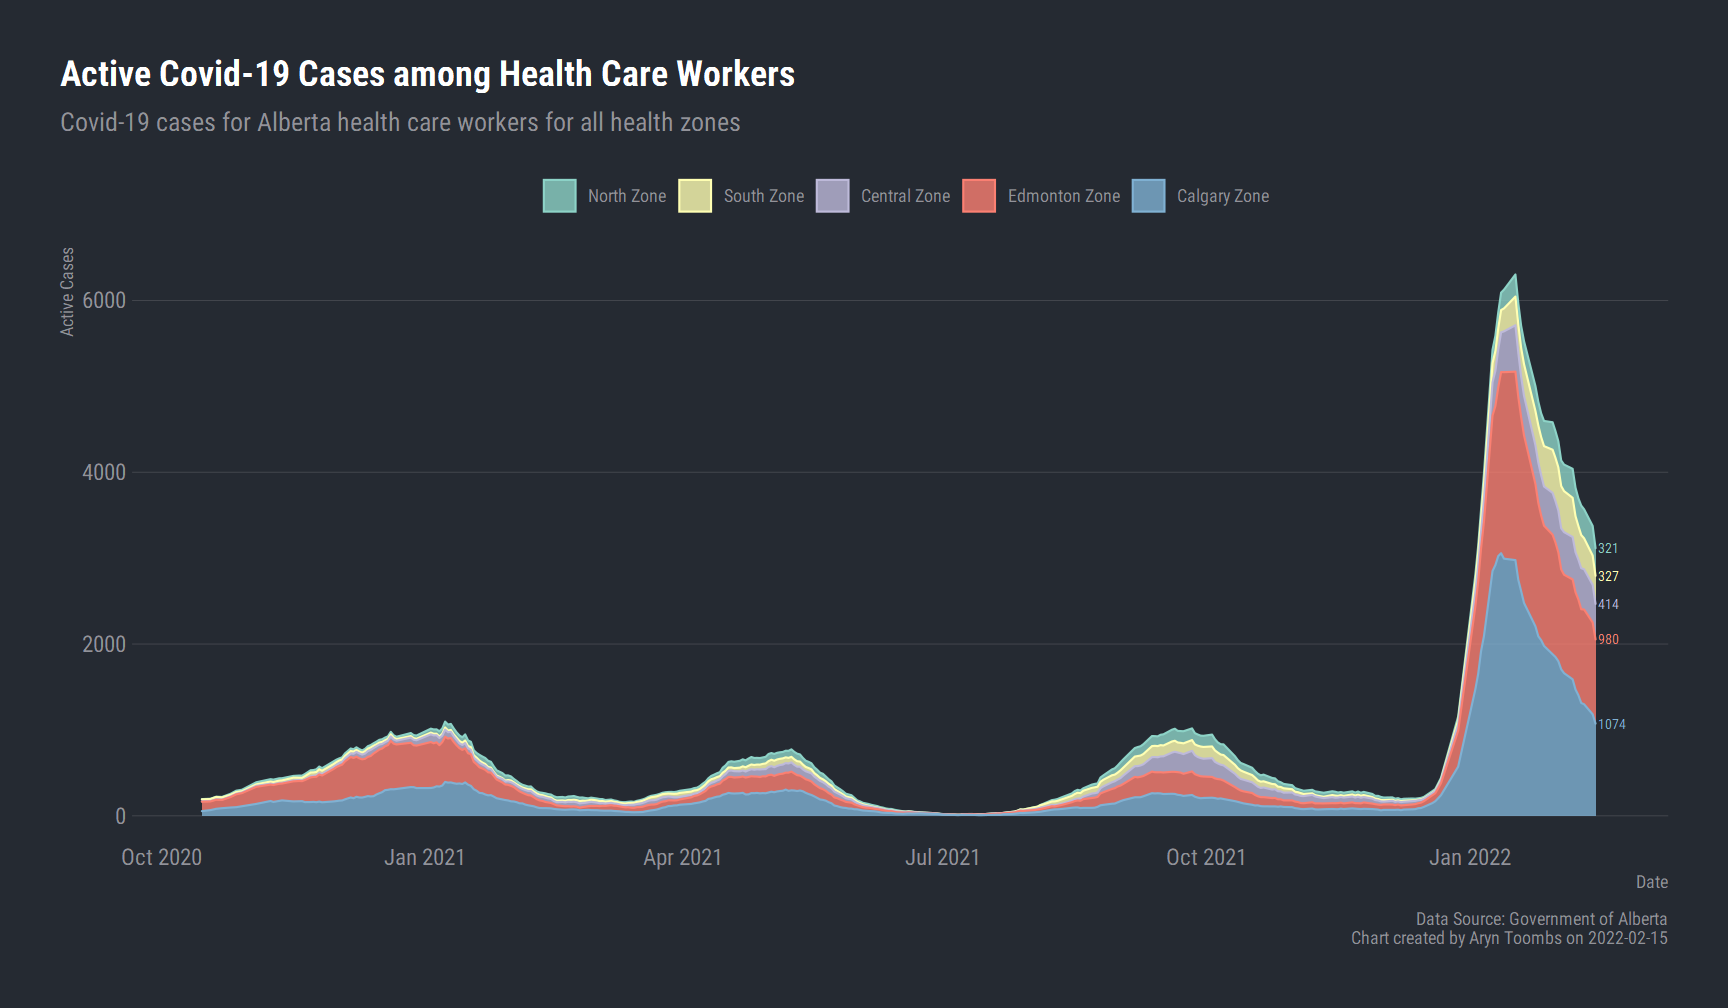 Active Covid-19 Cases among Health Care Workers
Covid-19 cases for Alberta health care workers for all health zones
North Zone South Zone Central Zone Edmonton Zone Calgary Zone
Active Cases
6000
4000
2000
0
321
327
414
980
1074
Oct 2020 Jan 2021 Apr 2021 Jul 2021 Oct 2021 Jan 2022
Date
Data Source: Government of Alberta
Chart created by Aryn Toombs on 2022-02-15